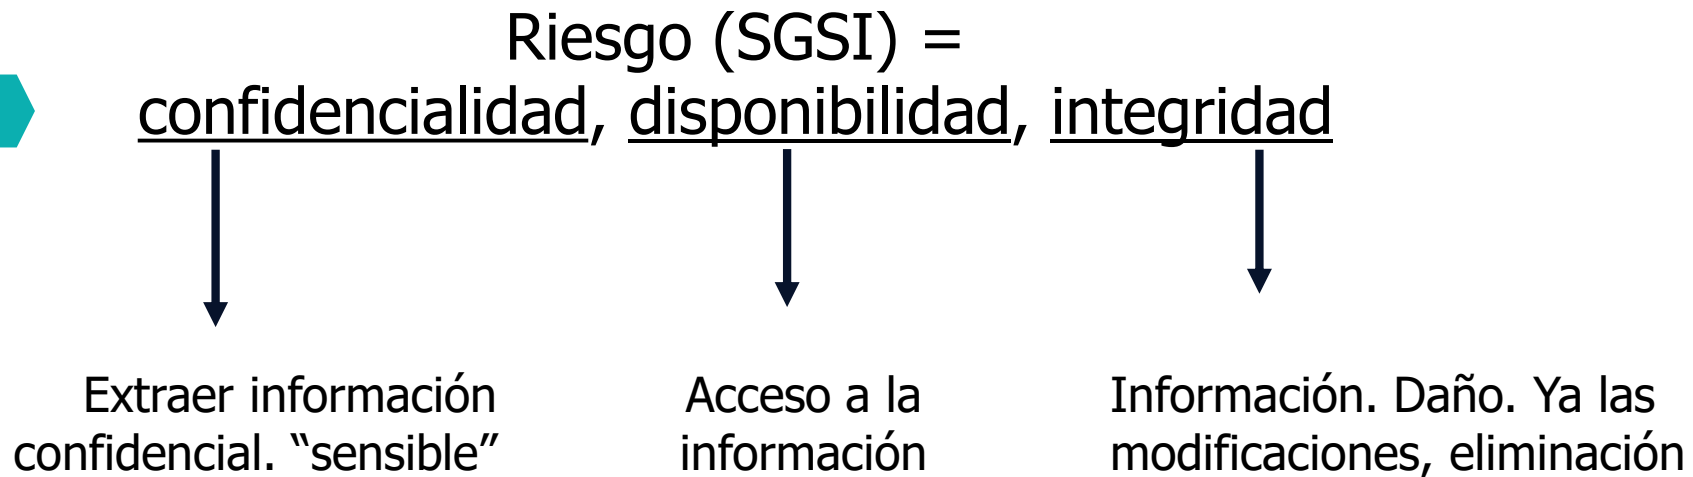 Riesgo (SGSI) =
confidencialidad, disponibilidad, integridad
Extraer información
confidencial. “sensible”
Acceso a la
información
Información. Daño. Ya las
modificaciones, eliminación